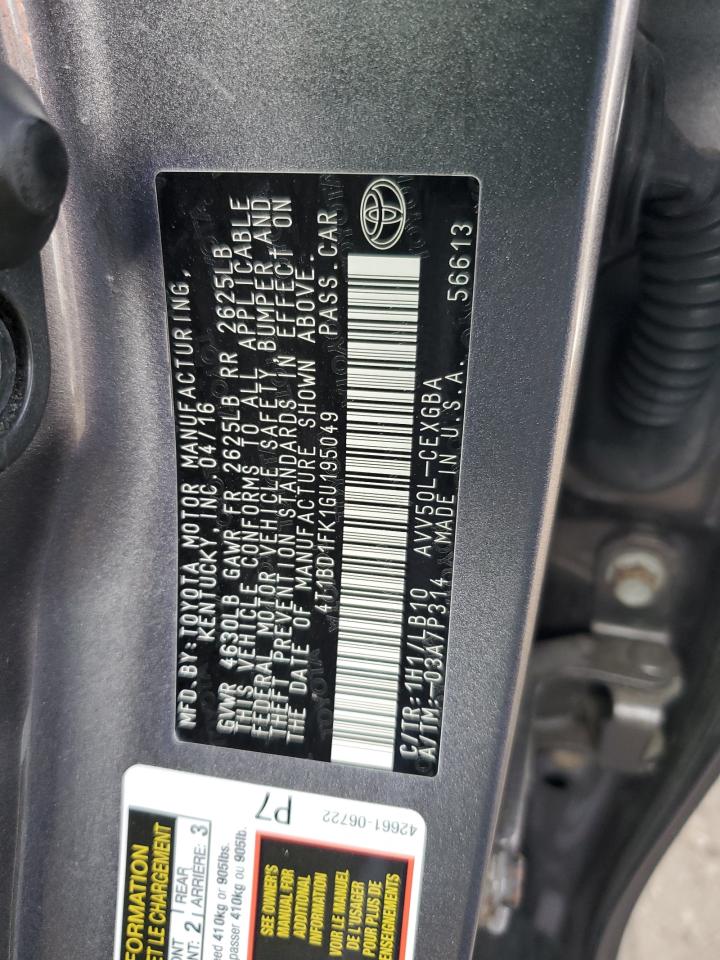 MFD. BY: TOYOTA MOTOR MANUFACTURING,
KENTUCKY, INC 04/16
GVWR 4630LB GAWR FR 2625LB RR 2625LB
THIS VEHICLE CONFORMS TO ALL APPLICABLE
FEDERAL MOTOR VEHICLE SAFETY, BUMPER AND
THEFT PREVENTION STANDARDS IN EFFECT ON
THE DATE OF MANUFACTURE SHOWN ABOVE.
4T1BD1FK1GU195049 PASS.CAR
C/TR: 1H1/LB10 AVV50L-CEXGBA
A/TM: -03A7P314 MADE IN U.S.A. 56613
ORMATION
ET LE CHARGEMENT
ONT REAR
ONT: 2 ARRIERE: 3
eed 410kg or 905lbs.
passer 410kg ou 905lb.
P7
42661-06722
SEE OWNER'S
MANUAL FOR
ADDITIONAL
INFORMATION
VOIR LE MANUEL
DE L'USAGER
POUR PLUS DE
RENSEIGNEMENTS